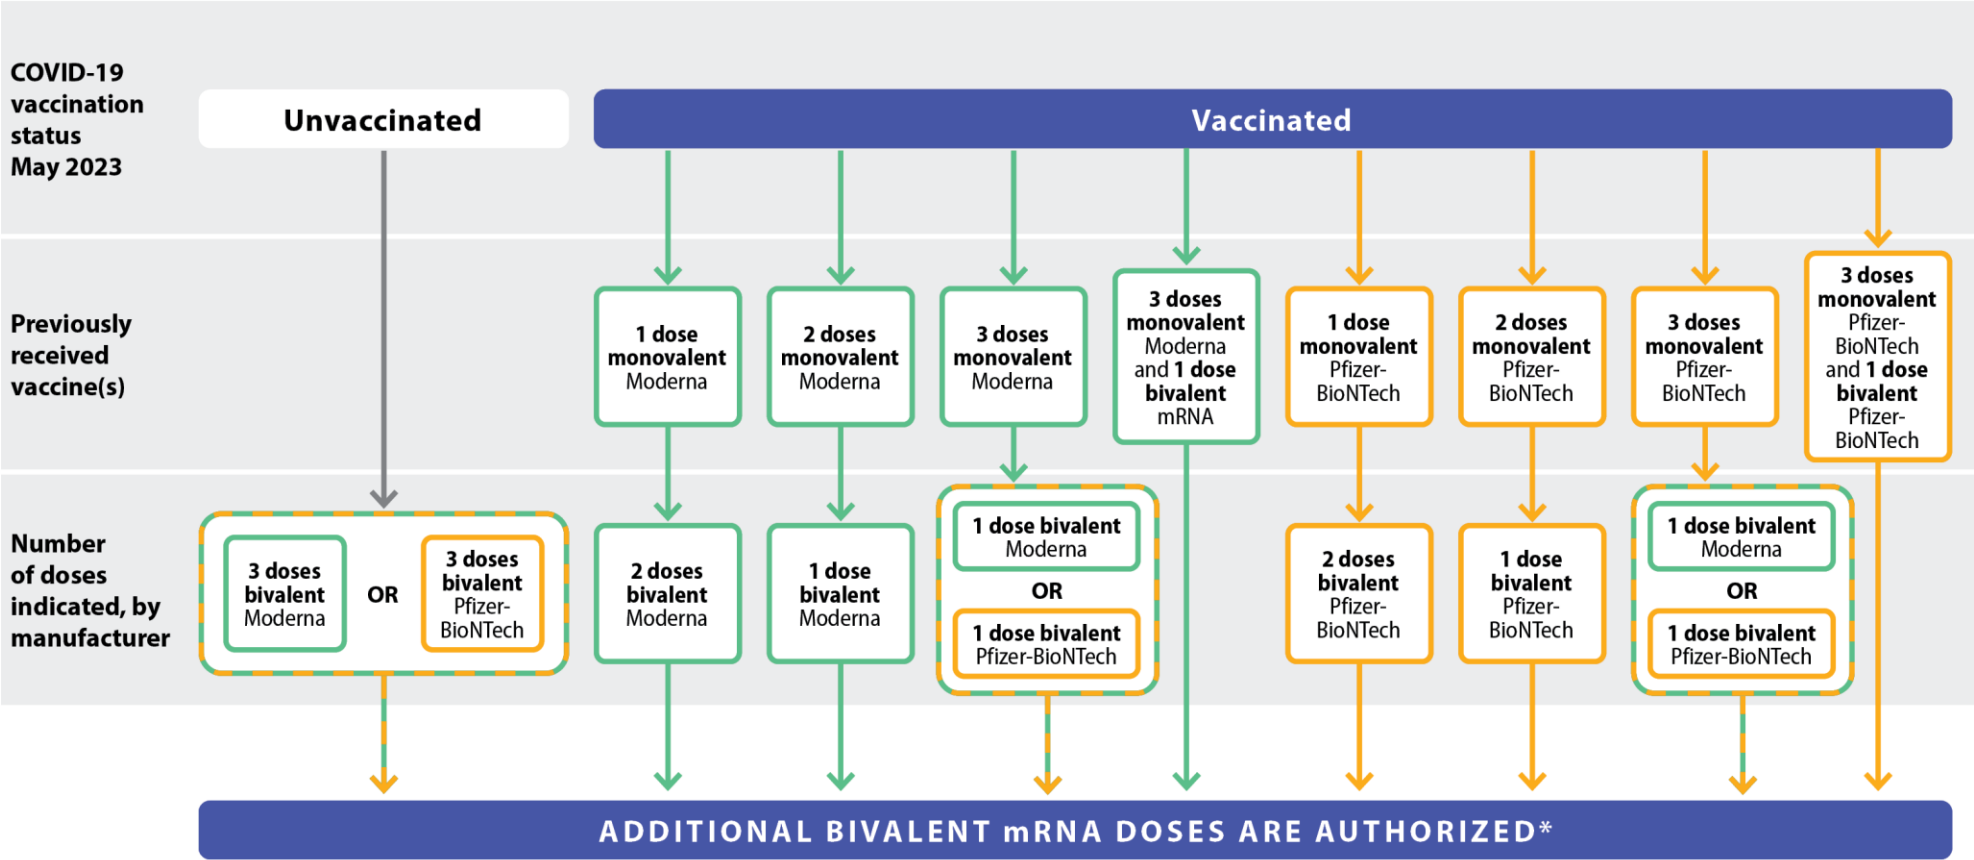 COVID-19
vaccination
status
May 2023
Unvaccinated
Vaccinated
Previously
received
vaccine(s)
1 dose
monovalent
Moderna
2 doses
monovalent
Moderna
3 doses
monovalent
Moderna
3 doses
monovalent
Moderna
and 1 dose
bivalent
mRNA
1 dose
monovalent
Pfizer-
BioNTech
2 doses
monovalent
Pfizer-
BioNTech
3 doses
monovalent
Pfizer-
BioNTech
3 doses
monovalent
Pfizer-
BioNTech
and 1 dose
bivalent
Pfizer-
BioNTech
Number
of doses
indicated, by
manufacturer
3 doses
bivalent
Moderna
OR
3 doses
bivalent
Pfizer-
BioNTech
2 doses
bivalent
Moderna
1 dose
bivalent
Moderna
1 dose bivalent
Moderna
OR
1 dose bivalent
Pfizer-BioNTech
2 doses
bivalent
Pfizer-
BioNTech
1 dose
bivalent
Pfizer-
BioNTech
1 dose bivalent
Moderna
OR
1 dose bivalent
Pfizer-BioNTech
ADDITIONAL BIVALENT mRNA DOSES ARE AUTHORIZED*